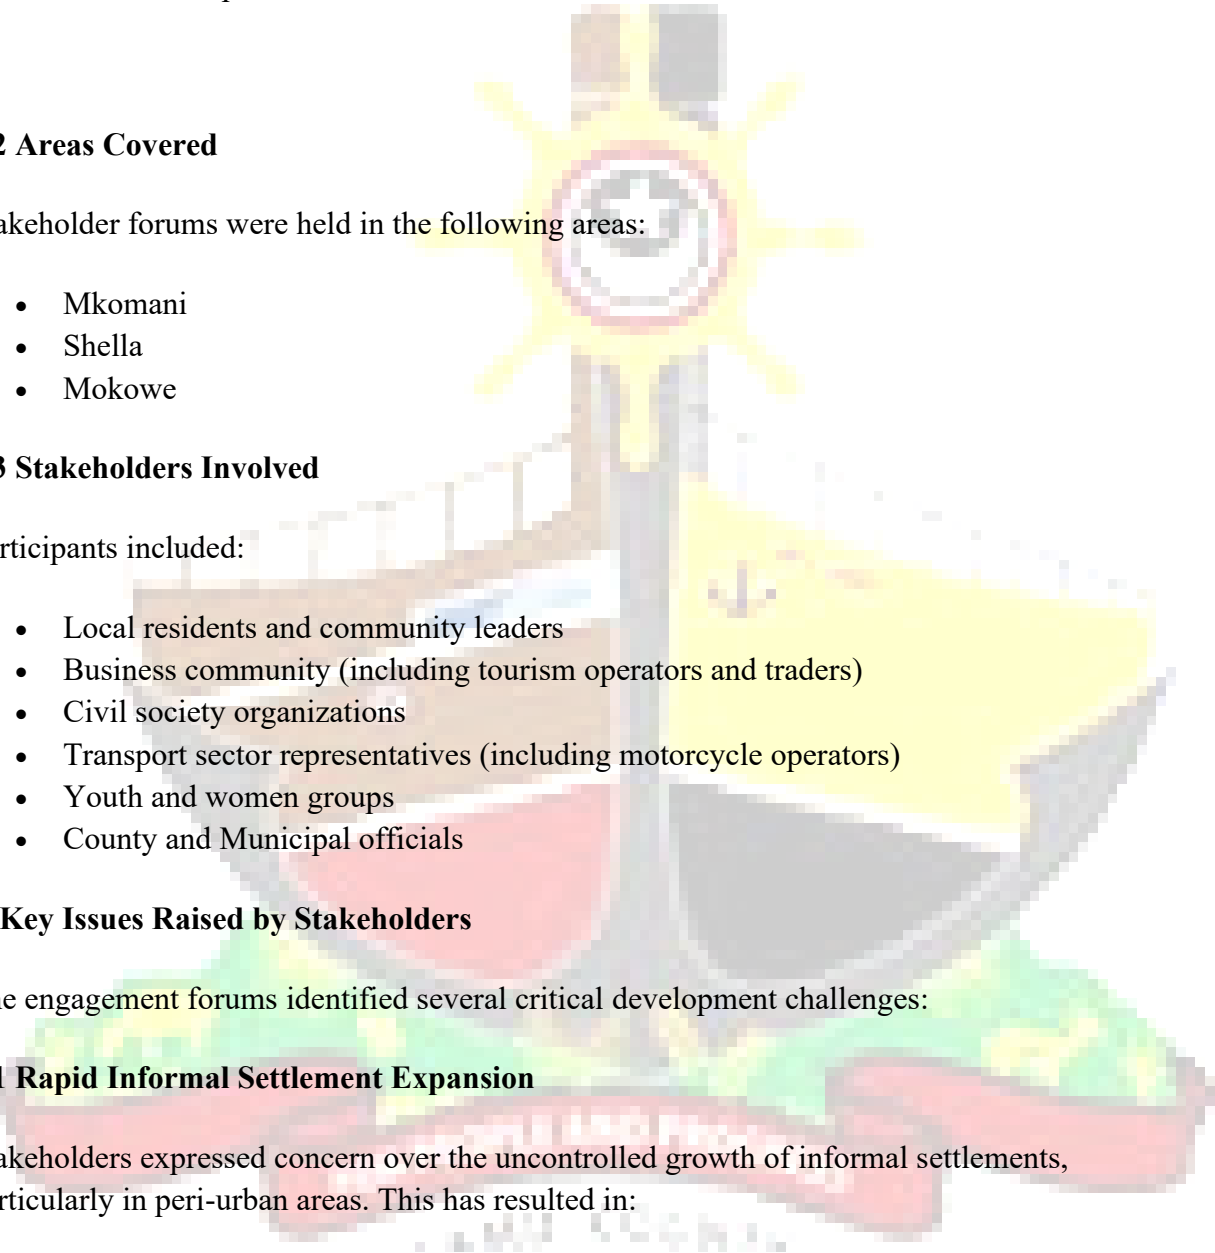 2 Areas Covered
akeholder forums were held in the following areas:
• Mkomani
• Shella
• Mokowe
3 Stakeholders Involved
rticipants included:
• Local residents and community leaders
• Business community (including tourism operators and traders)
• Civil society organizations
• Transport sector representatives (including motorcycle operators)
• Youth and women groups
• County and Municipal officials
Key Issues Raised by Stakeholders
ne engagement forums identified several critical development challenges:
1 Rapid Informal Settlement Expansion
akeholders expressed concern over the uncontrolled growth of informal settlements,
rticularly in peri-urban areas. This has resulted in: